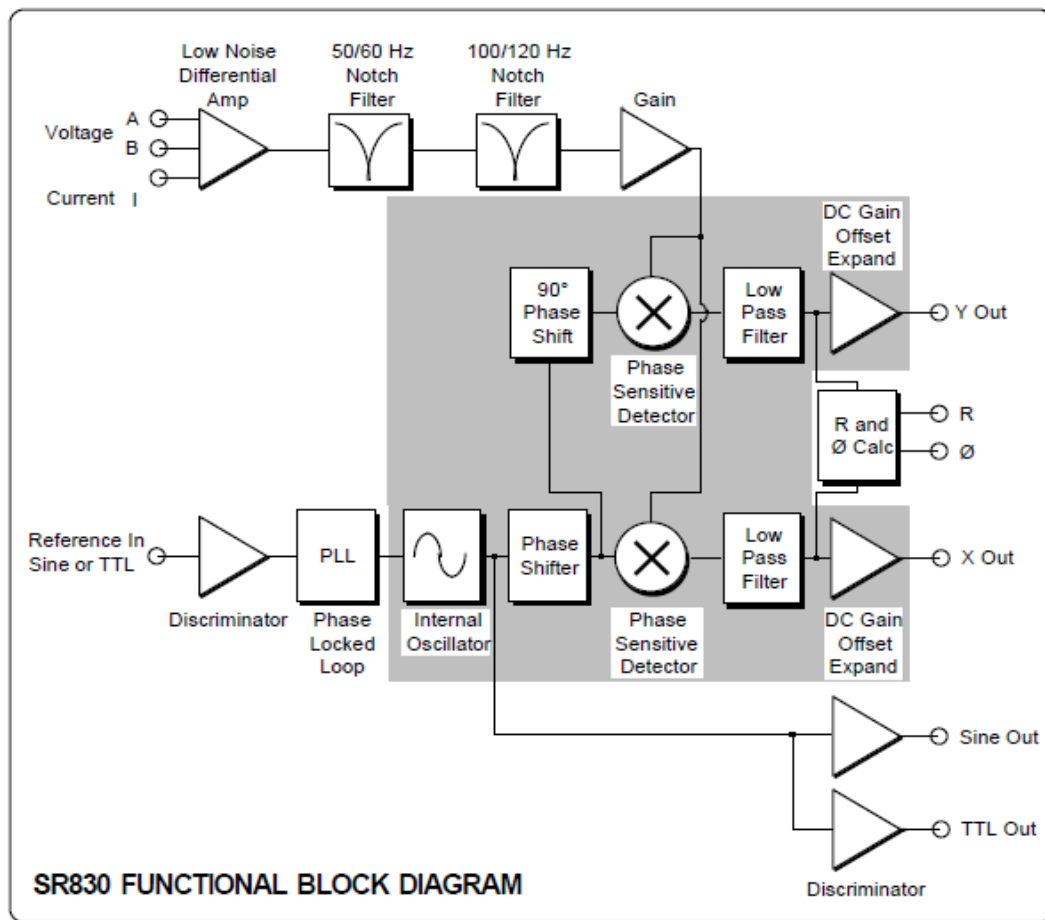 Low Noise
Differential
Amp
50/60 Hz
Notch
Filter
100/120 Hz
Notch
Filter
Gain
Voltage
A
B
Current
I
DC Gain
Offset
Expand
90°
Phase
Shift
Low
Pass
Filter
Y Out
Phase
Sensitive
Detector
R and
Ø Calc
R
Ø
Reference In
Sine or TTL
PLL
Phase
Shifter
Low
Pass
Filter
X Out
Discriminator
Phase
Locked
Loop
Internal
Oscillator
Phase
Sensitive
Detector
DC Gain
Offset
Expand
Sine Out
TTL Out
Discriminator
SR830 FUNCTIONAL BLOCK DIAGRAM